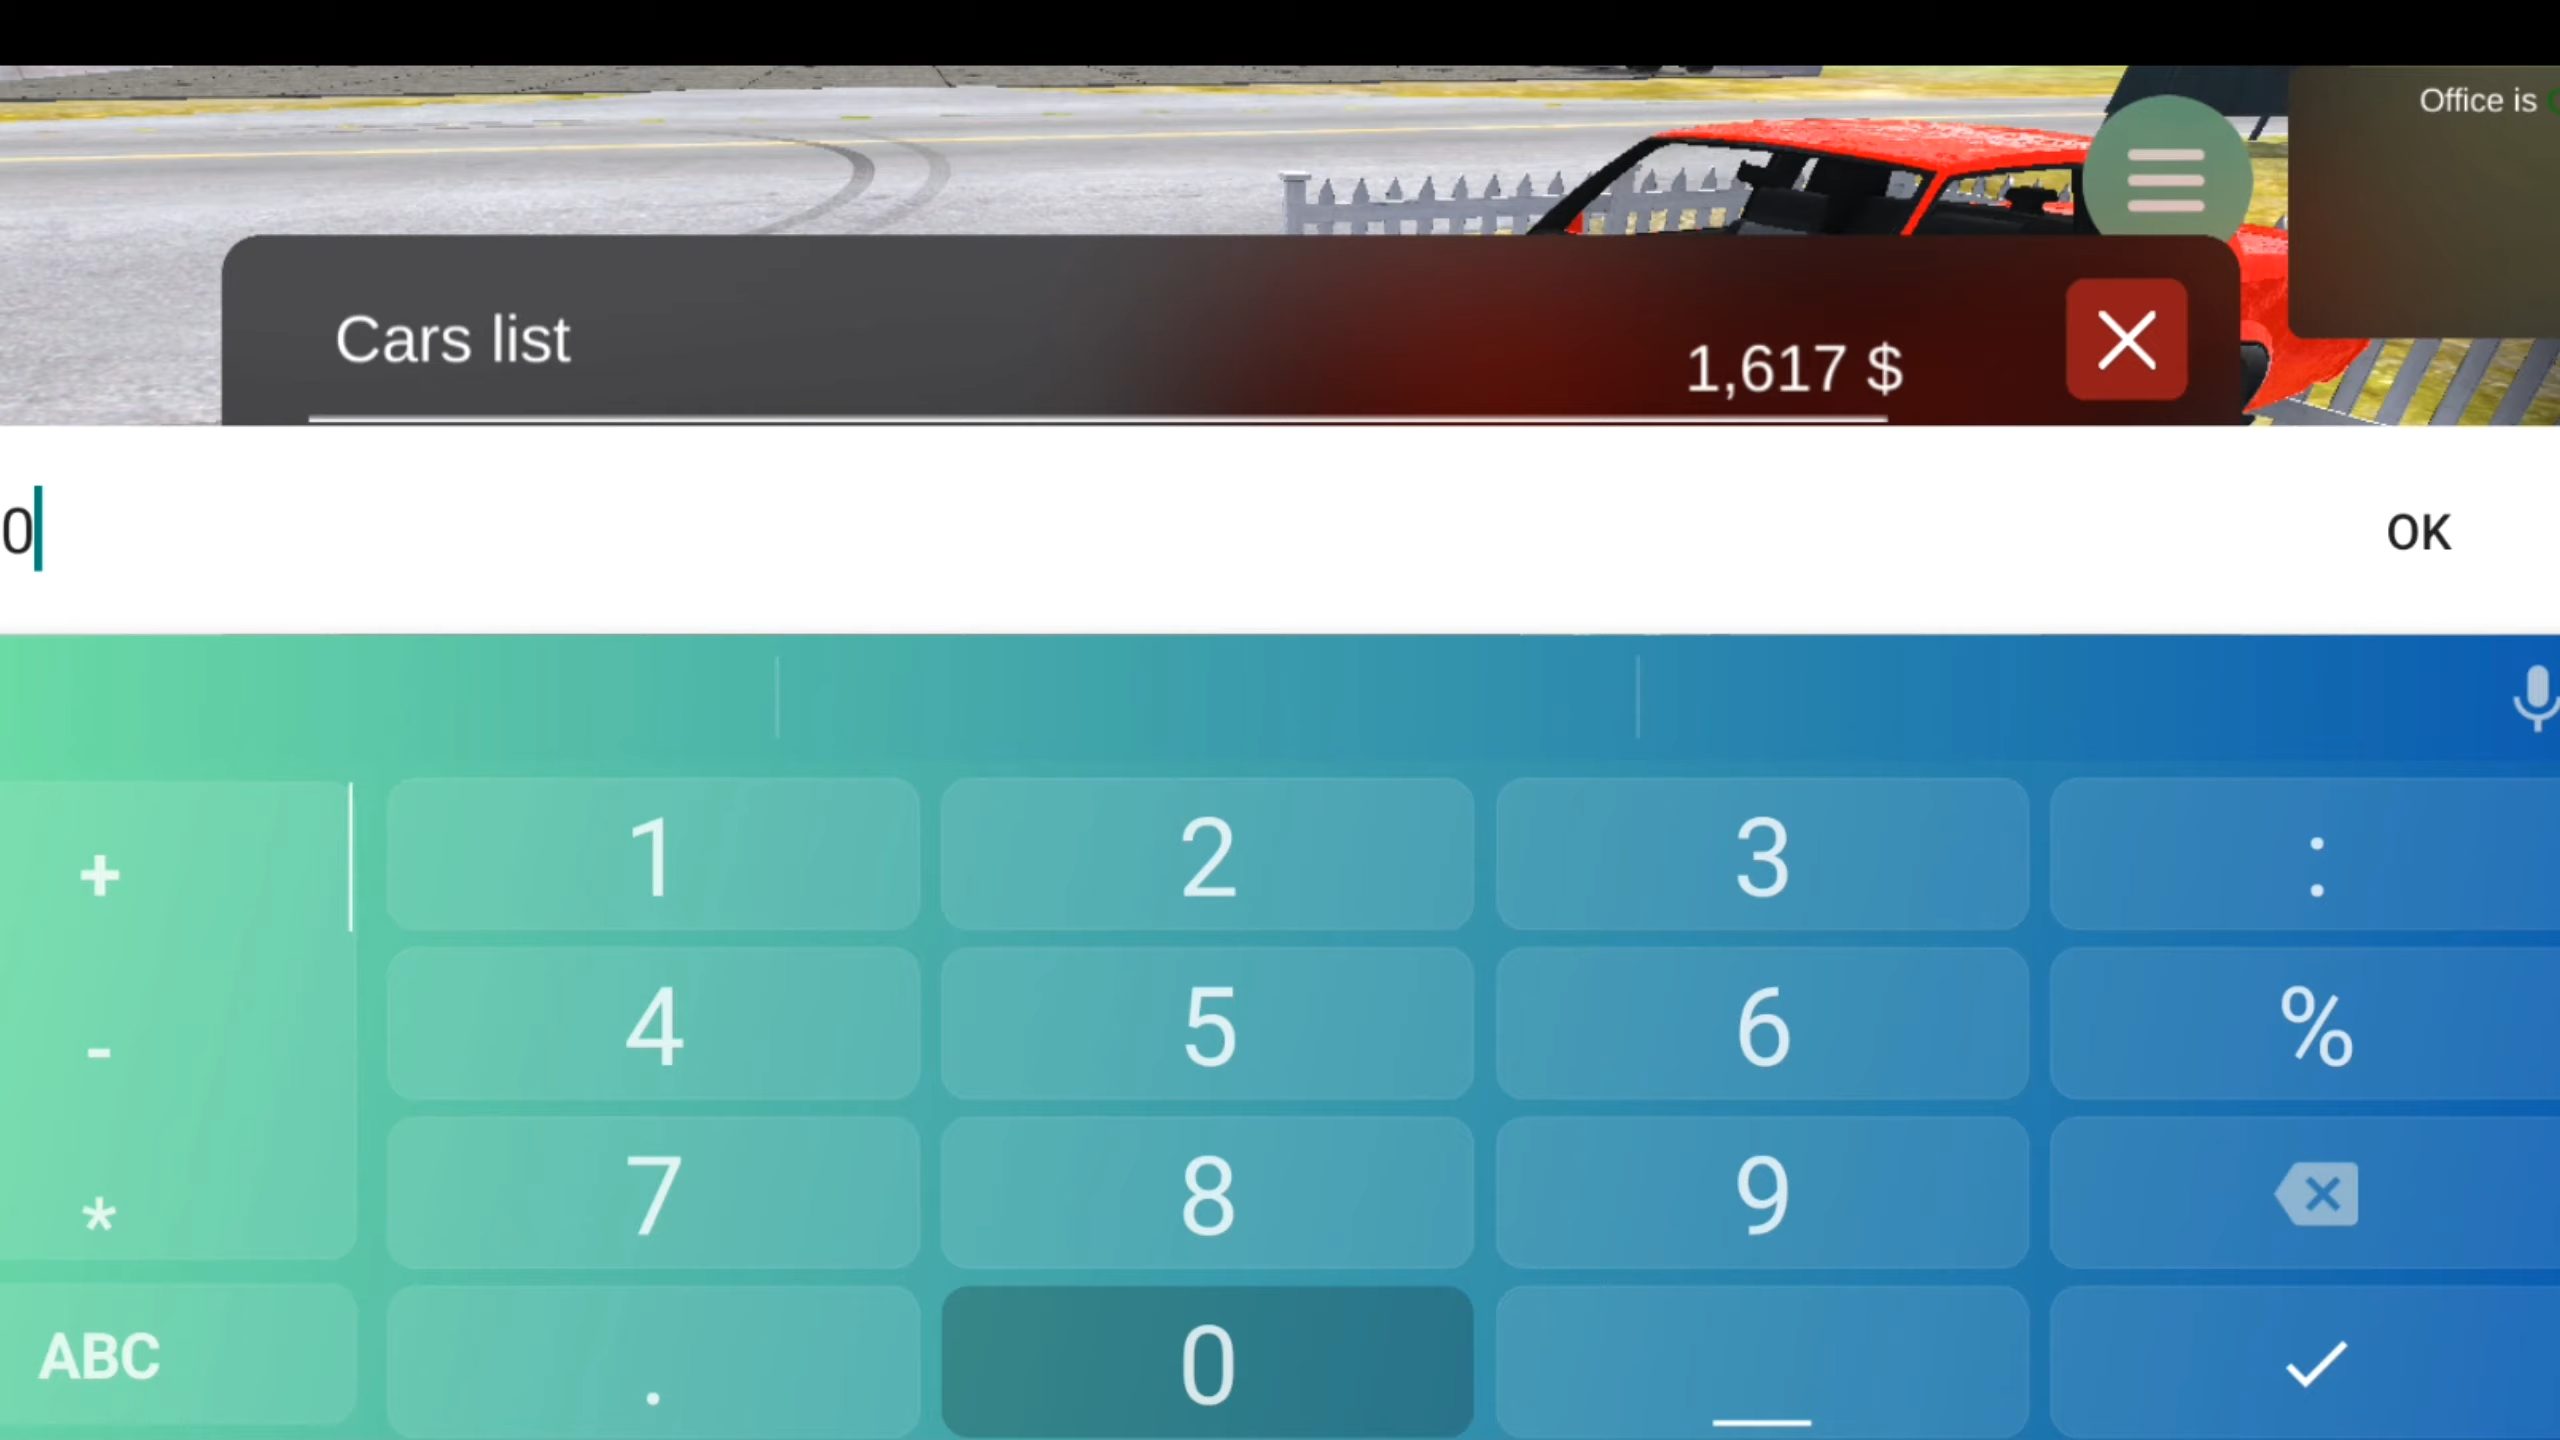 Office is
Cars list
1,617 $
0
OK
+ 1 2 3 :
- 4 5 6 %
* 7 8 9
ABC . 0